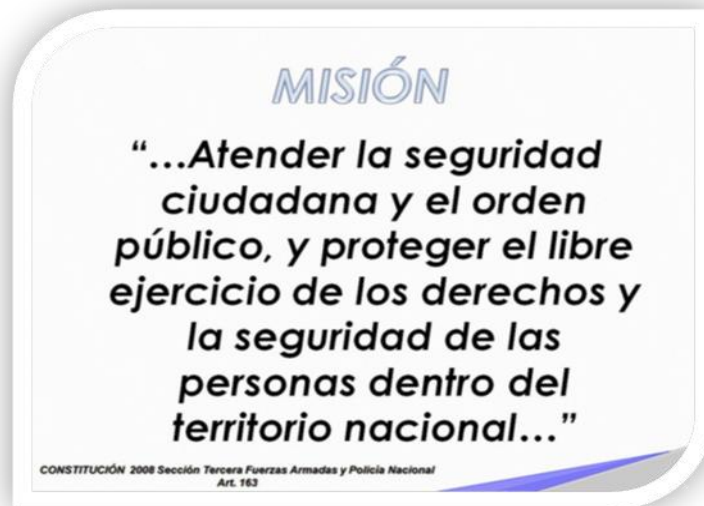 MISIÓN
“...Atender la seguridad
ciudadana y el orden
público, y proteger el libre
ejercicio de los derechos y
la seguridad de las
personas dentro del
territorio nacional...”
CONSTITUCIÓN 2008 Sección Tercera Fuerzas Armadas y Policía Nacional
Art. 163